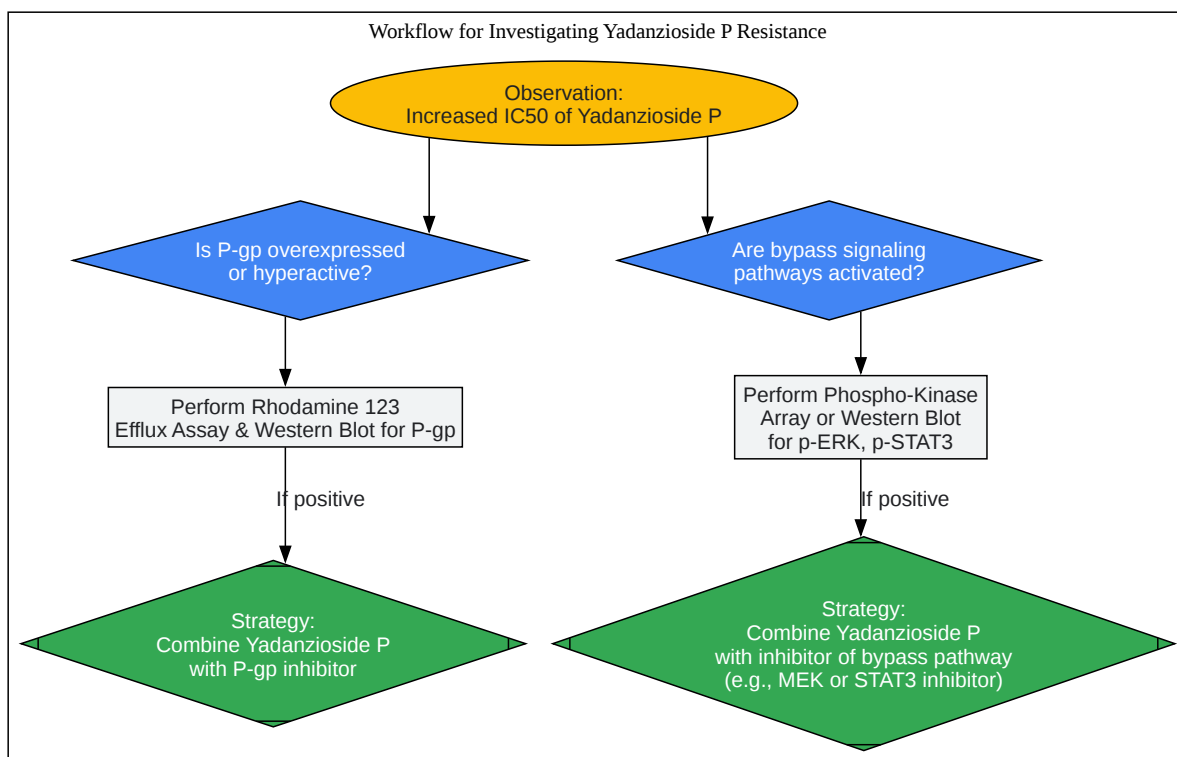 Workflow for Investigating Yadanzioside P Resistance
Observation:
Increased IC50 of Yadanzioside P
Is P-gp overexpressed
or hyperactive?
Are bypass signaling
pathways activated?
Perform Rhodamine 123
Efflux Assay & Western Blot for P-gp
Perform Phospho-Kinase
Array or Western Blot
for p-ERK, p-STAT3
If positive
If positive
Strategy:
Combine Yadanzioside P
with P-gp inhibitor
Strategy:
Combine Yadanzioside P
with inhibitor of bypass pathway
(e.g., MEK or STAT3 inhibitor)